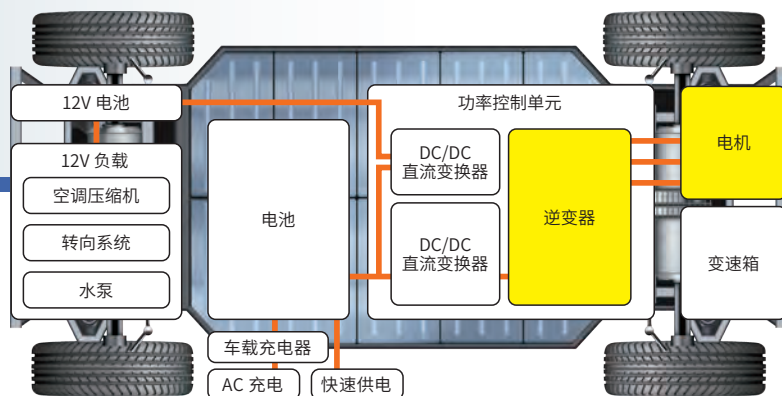 12V 电池
12V 负载
空调压缩机
转向系统
水泵
电池
车载充电器
AC 充电
快速供电
功率控制单元
DC/DC
直流变换器
DC/DC
直流变换器
逆变器
电机
变速箱